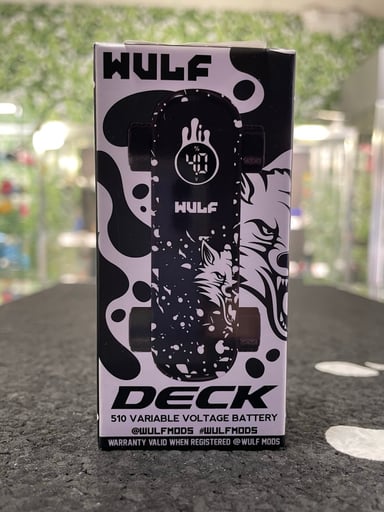 WULF
%
40
V
WULF
DECK
510 VARIABLE VOLTAGE BATTERY
@WULFMODS #WULFMODS
WARRANTY VALID WHEN REGISTERED @WULF MODS